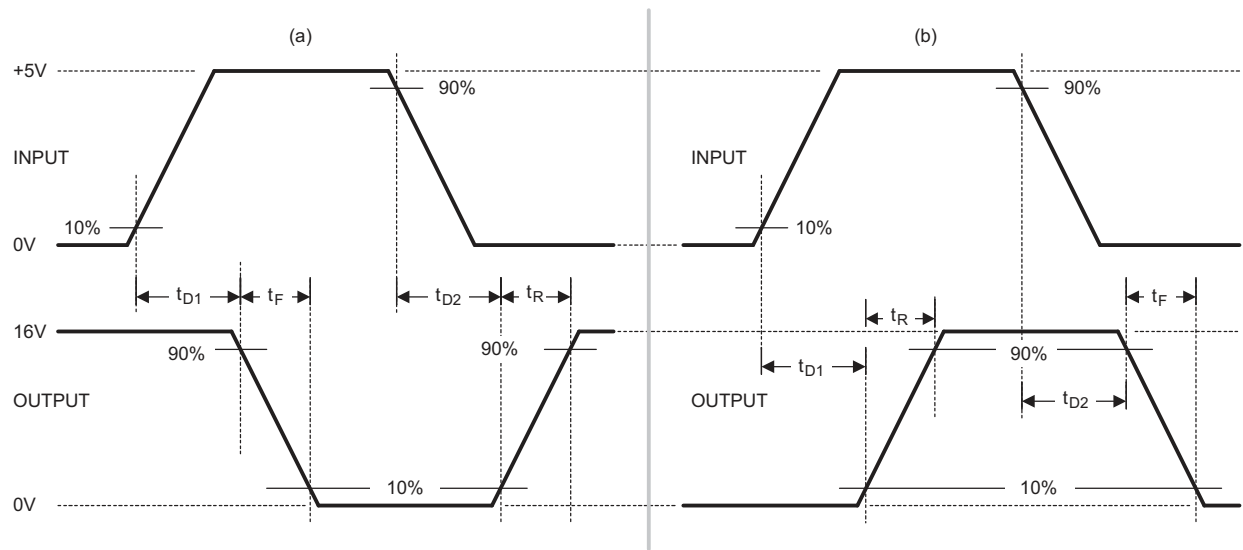 (a)
(b)
+5V
90%
90%
INPUT
INPUT
10%
10%
0V
tD1
tF
tD2
tR
tF
tR
16V
90%
90%
90%
tD1
OUTPUT
OUTPUT
tD2
10%
10%
0V